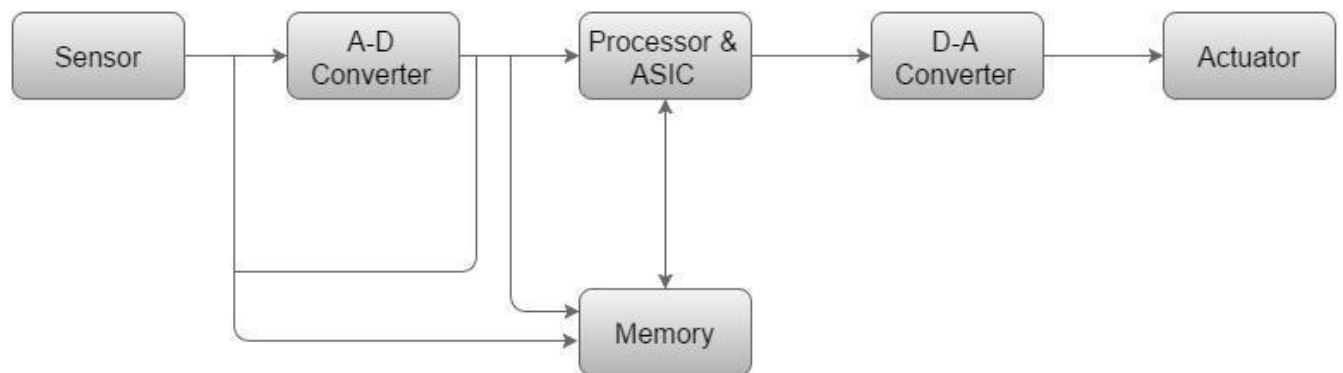 Sensor
A-D
Converter
Processor &
ASIC
D-A
Converter
Actuator
Memory